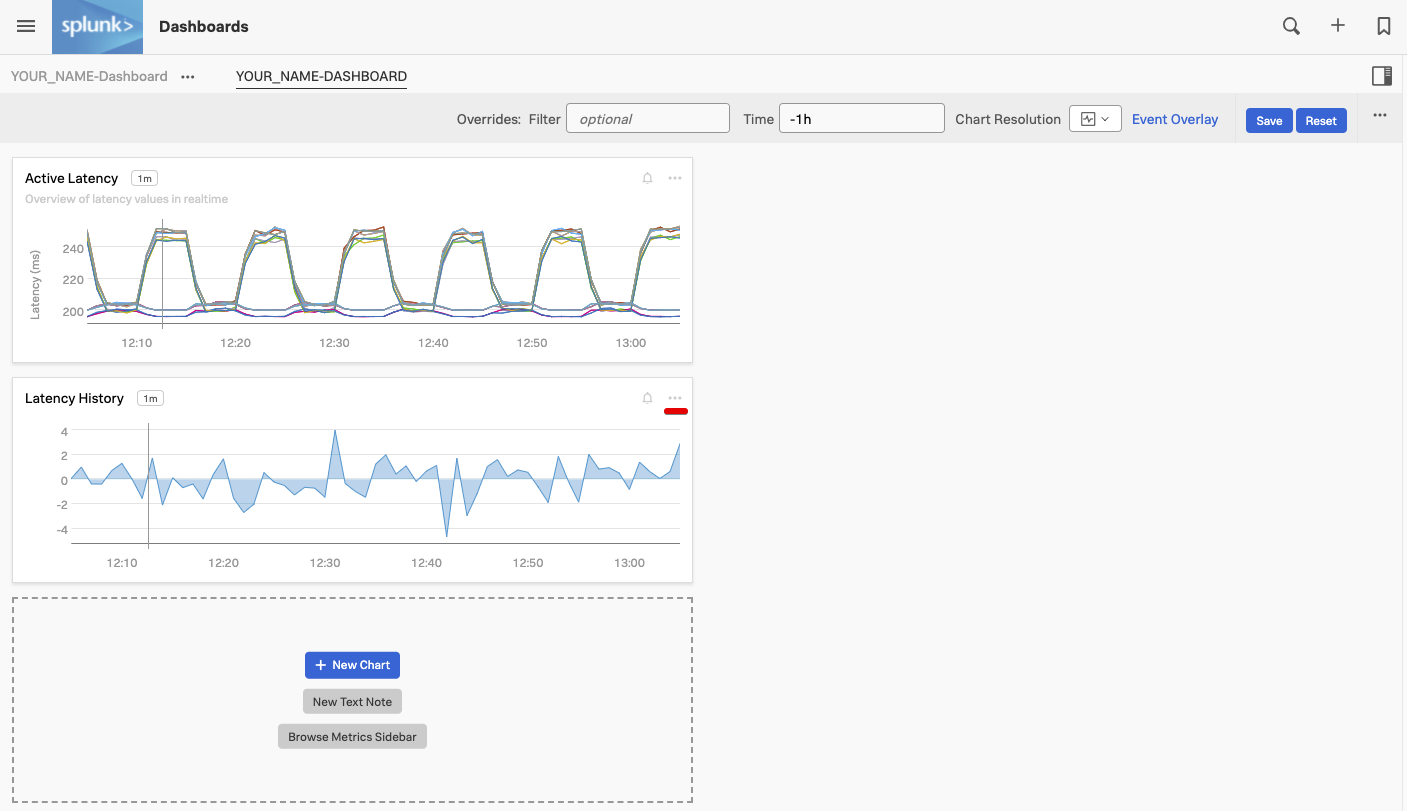 splunk> Dashboards
YOUR_NAME-Dashboard ••• YOUR_NAME-DASHBOARD
Overrides: Filter optional Time -1h Chart Resolution Event Overlay Save Reset •••
Active Latency 1m
Overview of latency values in realtime
Latency (ms)
240
220
200
12:10 12:20 12:30 12:40 12:50 13:00
Latency History 1m
4
2
0
-2
-4
12:10 12:20 12:30 12:40 12:50 13:00
+ New Chart
New Text Note
Browse Metrics Sidebar